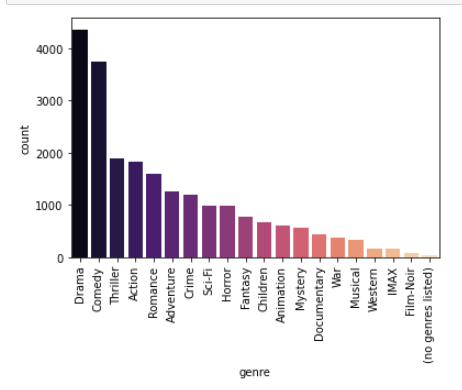 4000
3000
2000
1000
0
count
Drama
Comedy
Thriller
Action
Romance
Adventure
Crime
Sci-Fi
Horror
Fantasy
Children
Animation
Mystery
Documentary
War
Musical
Western
IMAX
Film-Noir
(no genres listed)
genre